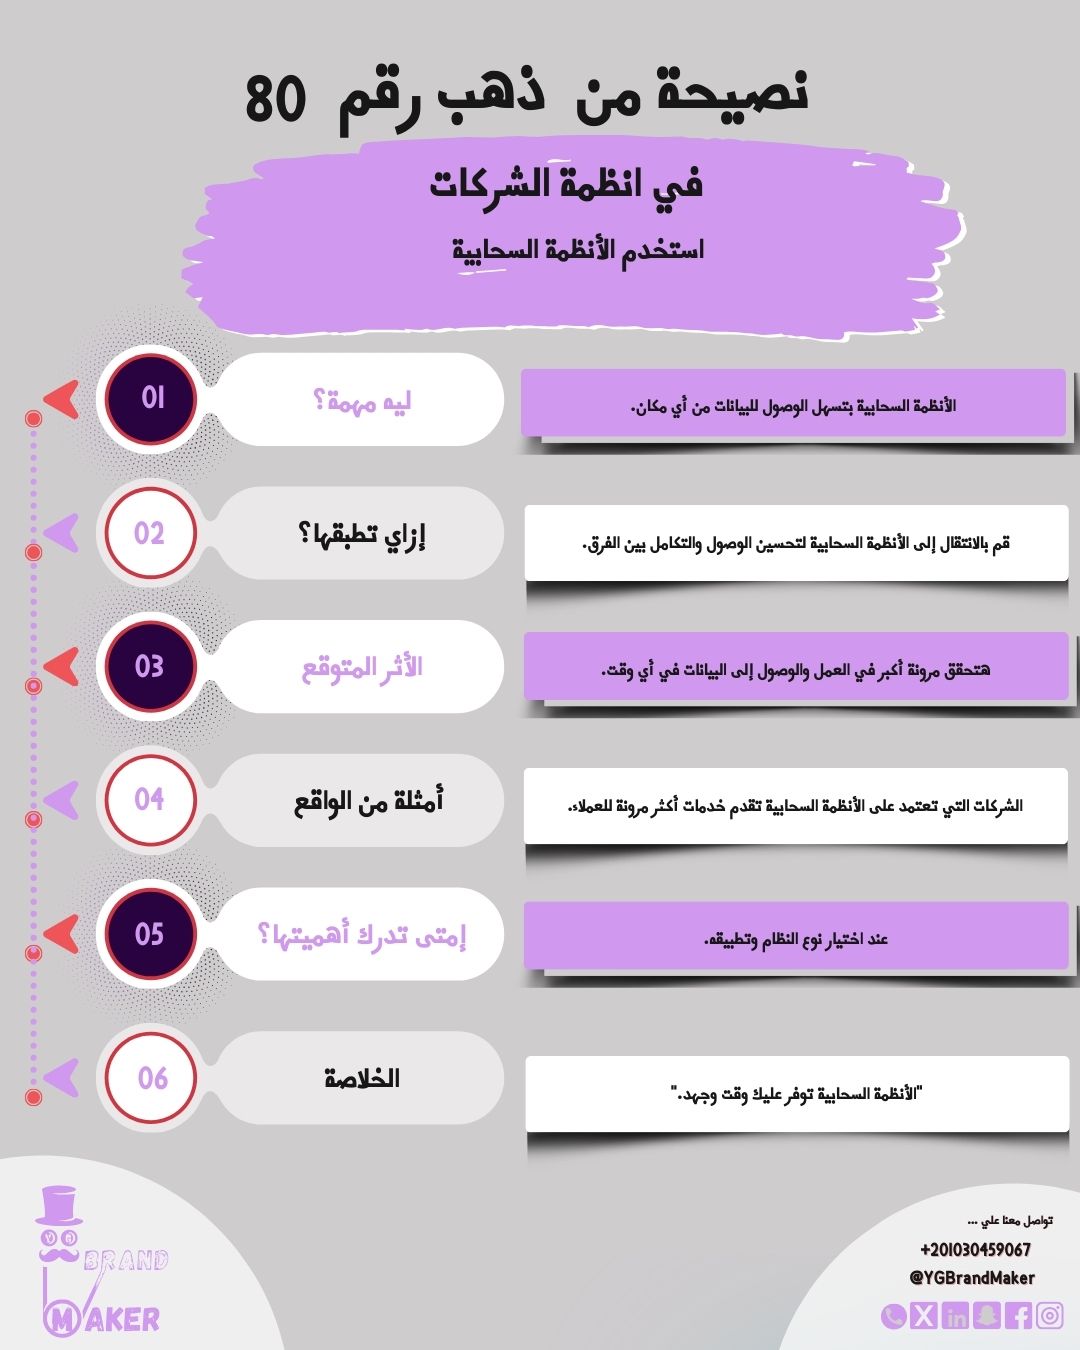 نصيحة من ذهب رقم 80
في انظمة الشركات
استخدم الأنظمة السحابية
01
ليه مهمة؟
الأنظمة السحابية بتسهل الوصول للبيانات من أي مكان.
02
إزاي تطبقها؟
قم بالانتقال إلى الأنظمة السحابية لتحسين الوصول والتكامل بين الفرق.
03
الأثر المتوقع
هتحقق مرونة أكبر في العمل والوصول إلى البيانات في أي وقت.
04
أمثلة من الواقع
الشركات التي تعتمد على الأنظمة السحابية تقدم خدمات أكثر مرونة للعملاء.
05
إمتى تدرك أهميتها؟
عند اختيار نوع النظام وتطبيقه.
06
الخلاصة
"الأنظمة السحابية توفر عليك وقت وجهد."
BRAND
MAKER
تواصل معنا علي ...
+201030459067
@YGBrandMaker